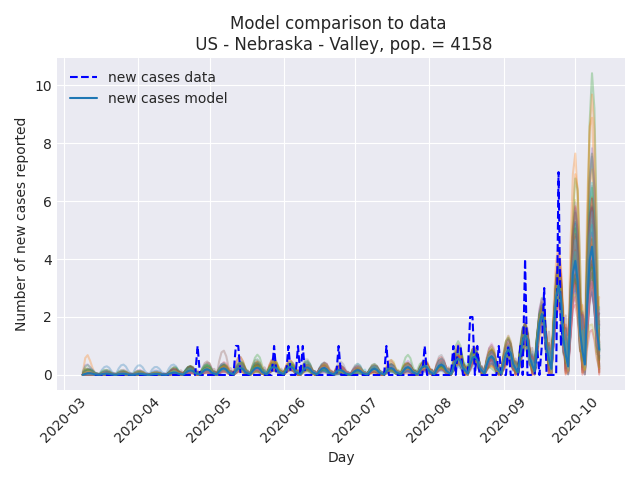 Model comparison to data
US - Nebraska - Valley, pop. = 4158
new cases data
new cases model
Number of new cases reported
10
8
6
4
2
0
2020-03
2020-04
2020-05
2020-06
2020-07
2020-08
2020-09
2020-10
Day